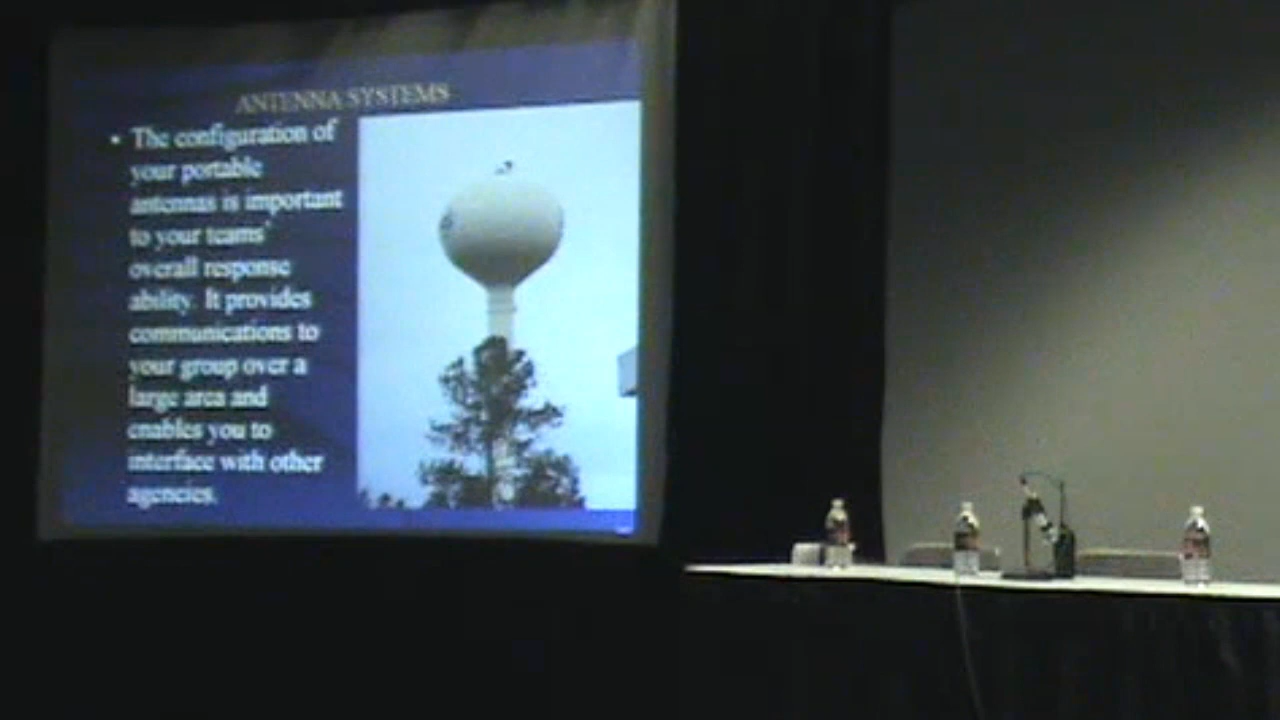 ANTENNA SYSTEMS
• The configuration of
your portable
antennas is important
to your teams'
overall response
ability. It provides
communications to
your group over a
large area and
enables you to
interface with other
agencies.